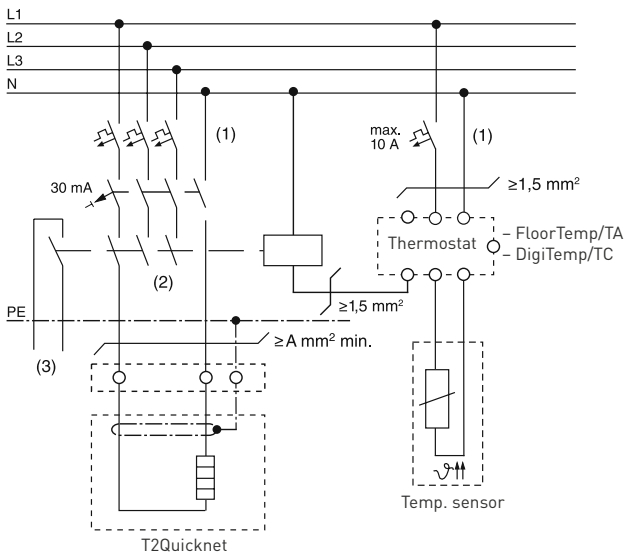 L1
L2
L3
N
(1)
max.
10 A
(1)
30 mA
≥1,5 mm²
Thermostat
– FloorTemp/TA
– DigiTemp/TC
(2)
≥1,5 mm²
PE
≥A mm² min.
(3)
ϑ
Temp. sensor
T2Quicknet